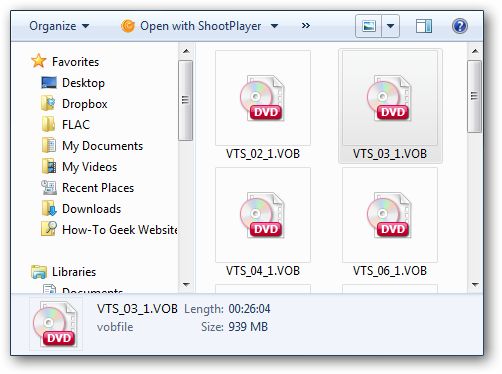 Organize Open with ShootPlayer »
Favorites
Desktop
Dropbox
FLAC
My Documents
My Videos
Recent Places
Downloads
How-To Geek Website
Libraries
Documents
DVD
VTS_02_1.VOB
DVD
VTS_03_1.VOB
DVD
VTS_04_1.VOB
DVD
VTS_06_1.VOB
DVD
VTS_03_1.VOB Length: 00:26:04
vobfile Size: 939 MB